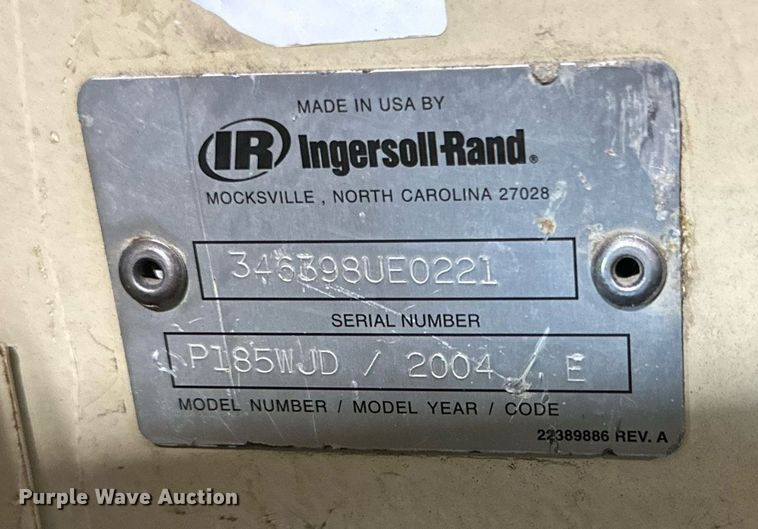 MADE IN USA BY
IR Ingersoll-Rand®
MOCKSVILLE , NORTH CAROLINA 27028
346398UE0221
SERIAL NUMBER
P185WJD / 2004 / E
MODEL NUMBER / MODEL YEAR / CODE
22389886 REV. A
Purple Wave Auction